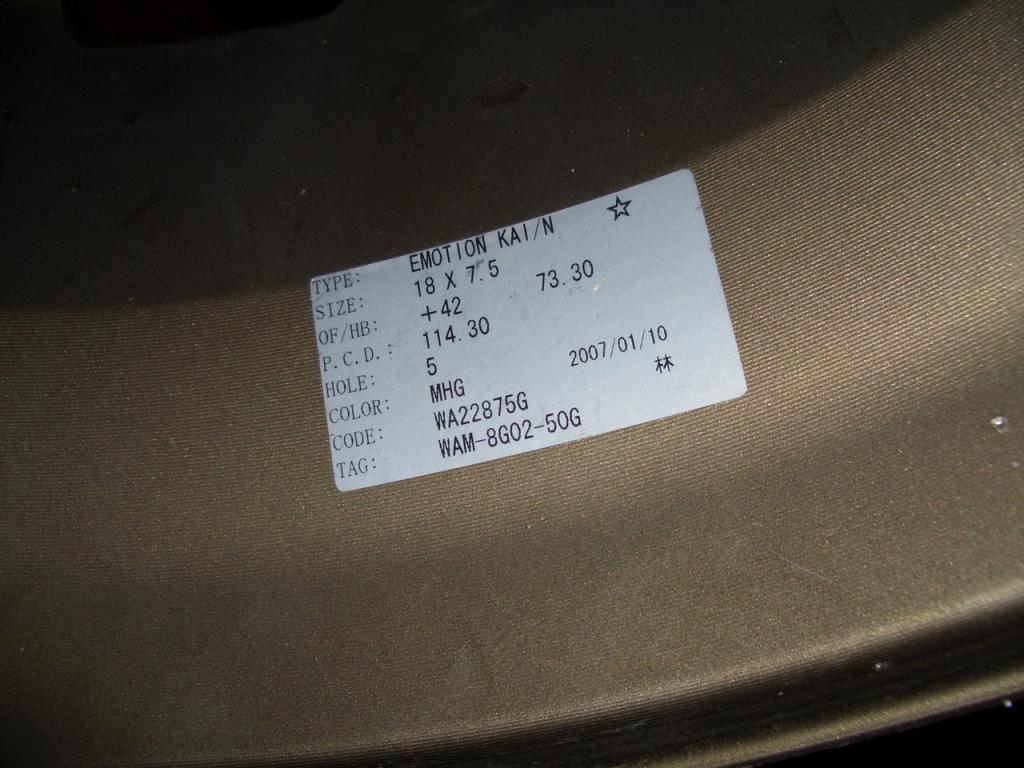 TYPE: EMOTION KAI/N ☆
SIZE: 18 X 7.5
OF/HB: +42 73.30
P.C.D.: 114.30
HOLE: 5
COLOR: MHG 2007/01/10
CODE: WA22875G 林
TAG: WAM-8G02-50G